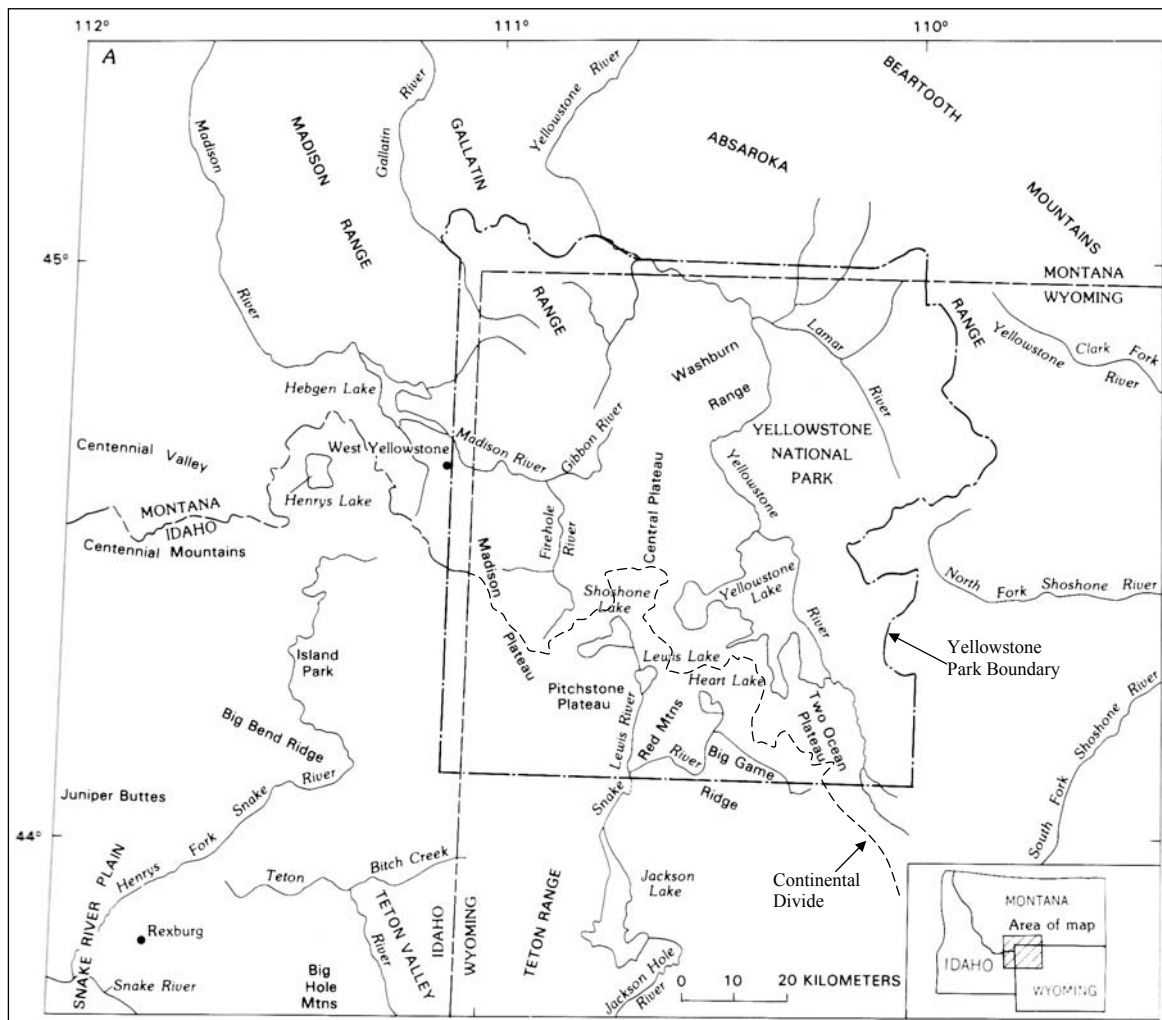 112°
111°
110°
A
Madison
River
MADISON
RANGE
Gallatin
River
GALLATIN
RANGE
Yellowstone River
ABSAROKA
RANGE
BEARTOOTH
MOUNTAINS
45°
MONTANA
WYOMING
Madison
River
Hebgen Lake
Centennial Valley
West Yellowstone
Henrys Lake
MONTANA
IDAHO
Centennial Mountains
Madison River
Gibbon River
Washburn
Range
Lamar
River
YELLOWSTONE
NATIONAL
PARK
Yellowstone
Clark Fork
Yellowstone River
Firehole
River
Central Plateau
Madison
Plateau
Shoshone
Lake
Yellowstone
Lake
River
North Fork Shoshone River
Island
Park
Lewis Lake
Heart Lake
Yellowstone
Park Boundary
Pitchstone
Plateau
Lewis River
Red Mtns
River
Two Ocean
Plateau
Big Game
Ridge
Big Bend Ridge
Juniper Buttes
Henrys Fork Snake River
Snake
South Fork Shoshone River
44°
SNAKE RIVER PLAIN
Teton
River
Bitch Creek
TETON VALLEY
IDAHO
WYOMING
TETON RANGE
Jackson
Lake
Continental
Divide
Rexburg
Snake River
Big
Hole
Mtns
Jackson Hole
River
0 10 20 KILOMETERS
MONTANA
Area of map
IDAHO
WYOMING